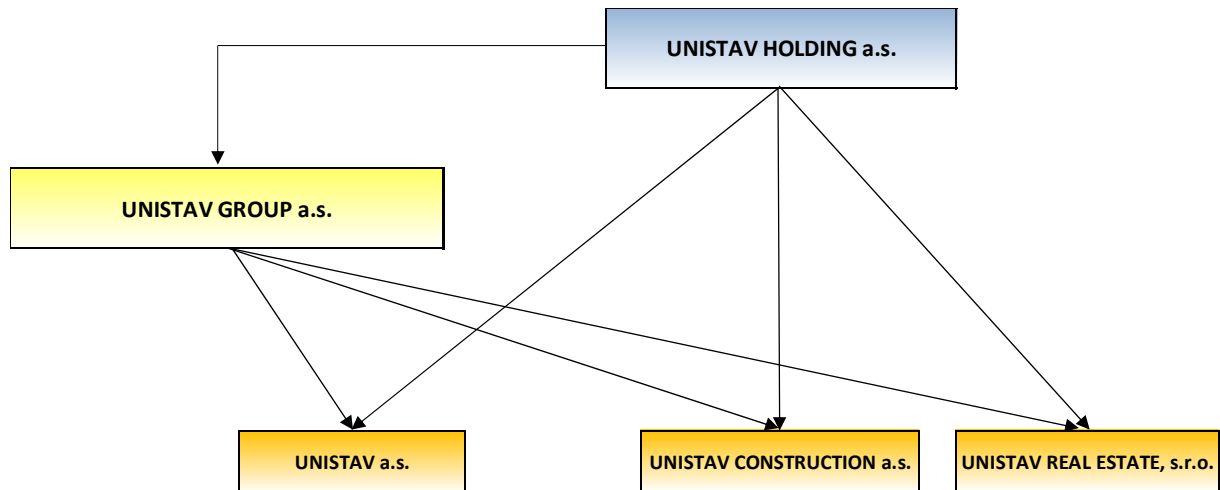 UNISTAV HOLDING a.s.
UNISTAV GROUP a.s.
UNISTAV a.s.
UNISTAV CONSTRUCTION a.s.
UNISTAV REAL ESTATE, s.r.o.